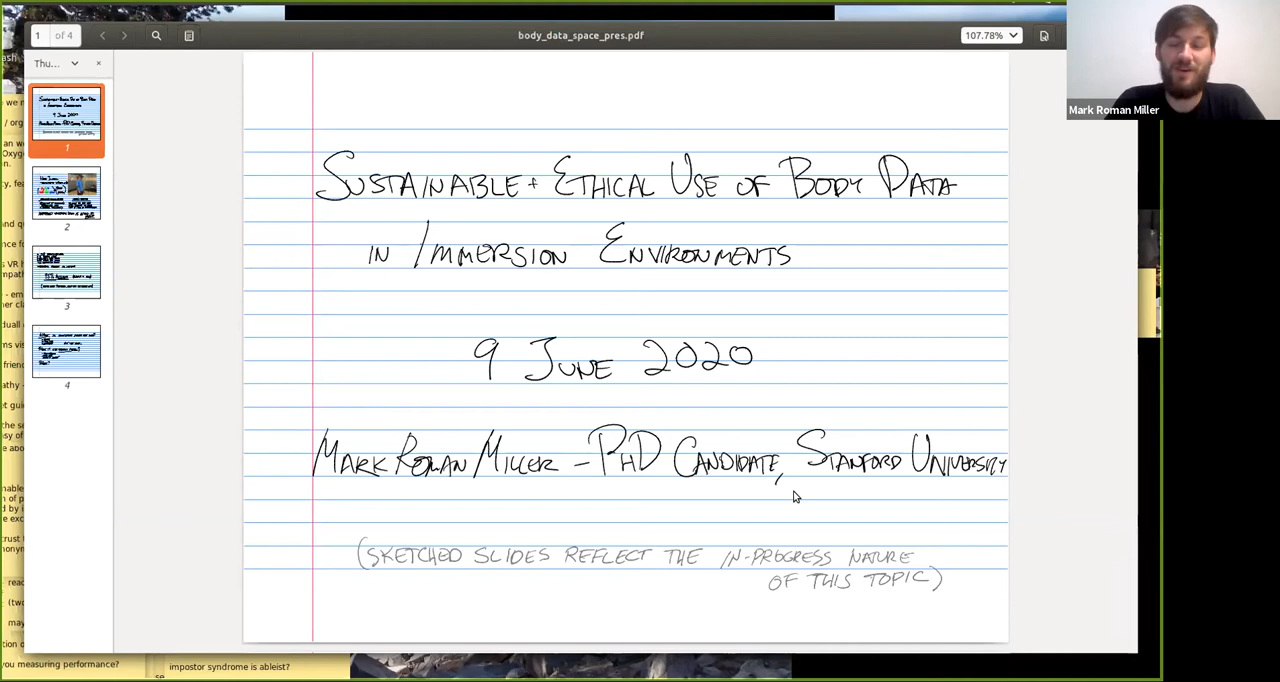 1 of 4
body_data_space_pres.pdf
107.78%
Thu...
1
2
3
4
Sustainable + Ethical Use of Body Data
in Immersion Environments
9 June 2020
Mark Roman Miller – PhD Candidate, Stanford University
(Sketched slides reflect the in-progress nature
of this topic)
Mark Roman Miller
you measuring performance?
impostor syndrome is ableist?